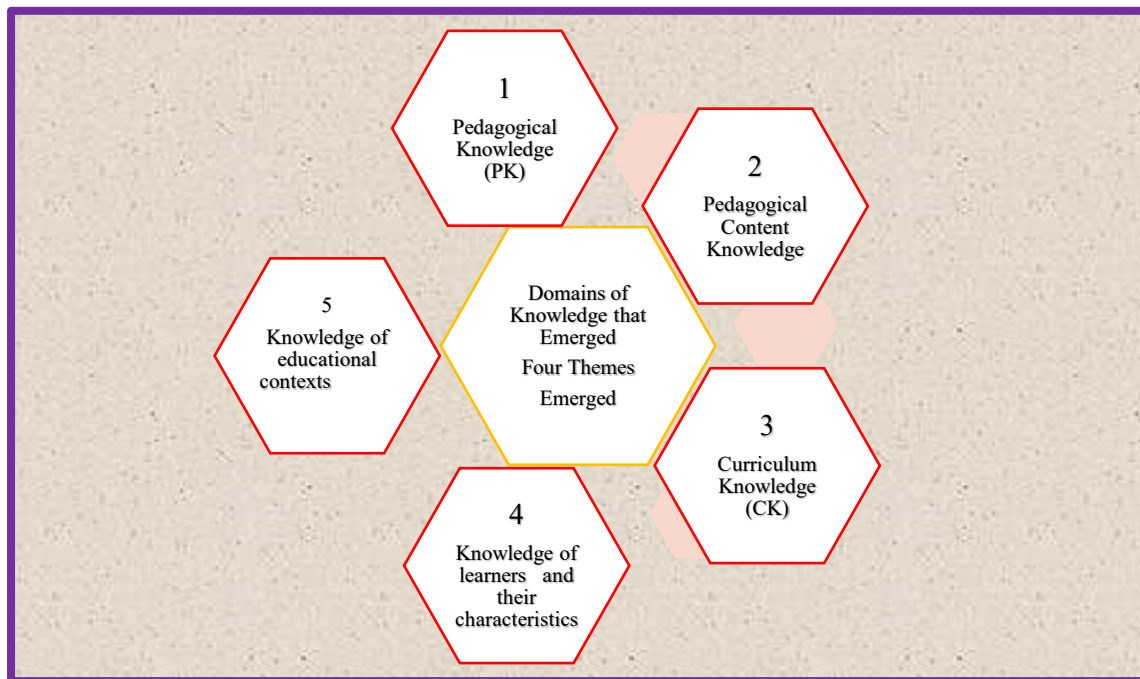 1
Pedagogical
Knowledge
(PK)
2
Pedagogical
Content
Knowledge
Domains of
Knowledge that
Emerged
Four Themes
Emerged
5
Knowledge of
educational
contexts
3
Curriculum
Knowledge
(CK)
4
Knowledge of
learners and
their
characteristics